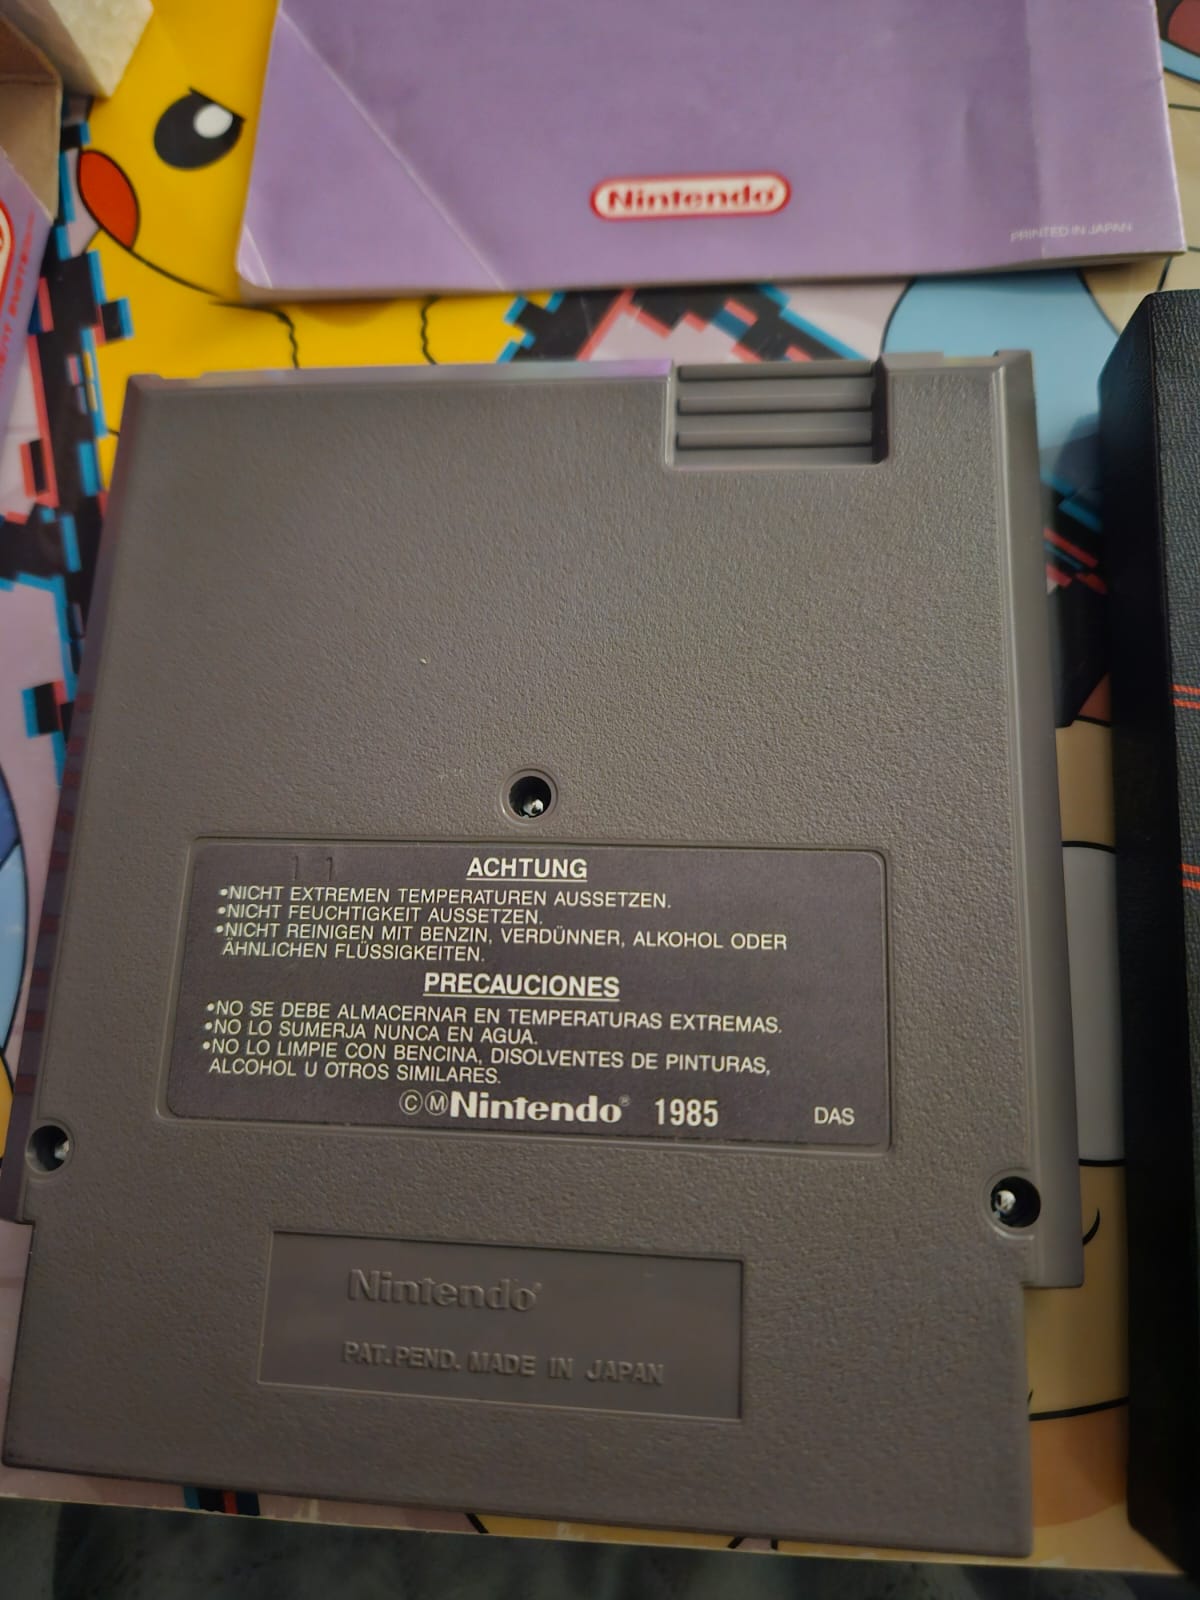 Nintendo®
PRINTED IN JAPAN
11
ACHTUNG
•NICHT EXTREMEN TEMPERATUREN AUSSETZEN.
•NICHT FEUCHTIGKEIT AUSSETZEN.
•NICHT REINIGEN MIT BENZIN, VERDÜNNER, ALKOHOL ODER
ÄHNLICHEN FLÜSSIGKEITEN.
PRECAUCIONES
•NO SE DEBE ALMACERNAR EN TEMPERATURAS EXTREMAS.
•NO LO SUMERJA NUNCA EN AGUA.
•NO LO LIMPIE CON BENCINA, DISOLVENTES DE PINTURAS,
ALCOHOL U OTROS SIMILARES.
ⒸⓂNintendo® 1985 DAS
Nintendo®
PAT. PEND. MADE IN JAPAN